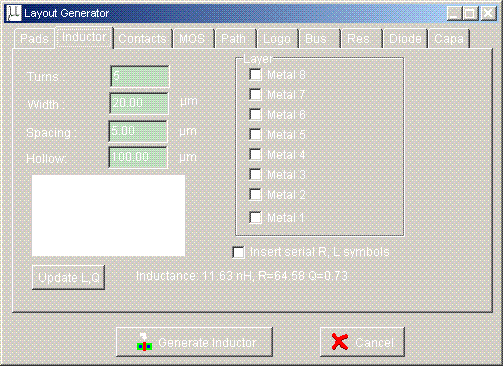 Layout Generator
Pads Inductor Contacts MOS Path Logo Bus Res Diode Capa
Turns : 5
Width : 20.00 µm
Spacing : 5.00 µm
Hollow: 100.00 µm
Layer
Metal 8
Metal 7
Metal 6
Metal 5
Metal 4
Metal 3
Metal 2
Metal 1
Insert serial R, L symbols
Update L,Q
Inductance: 11.63 nH, R=64.58 Q=0.73
Generate Inductor
Cancel